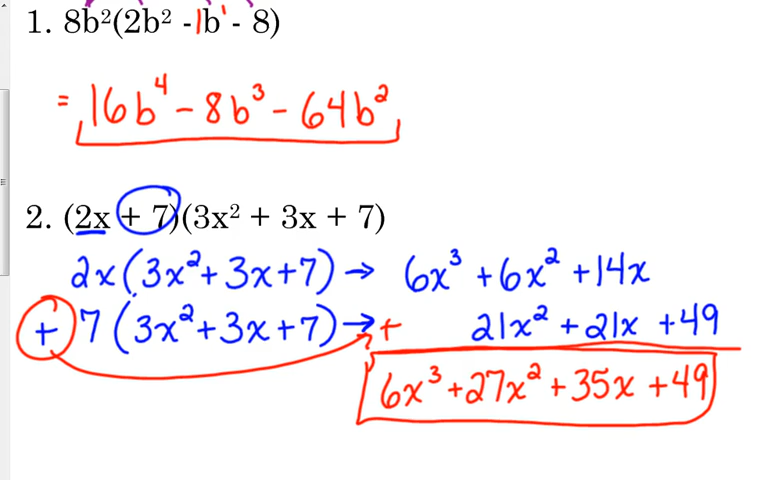 1. 8b²(2b² -1b¹ - 8)
= 16b⁴ - 8b³ - 64b²
2. (2x + 7)(3x² + 3x + 7)
2x(3x²+3x+7) → 6x³ +6x² +14x
+ 7(3x²+3x+7) → + 21x² +21x +49
6x³+27x²+35x+49